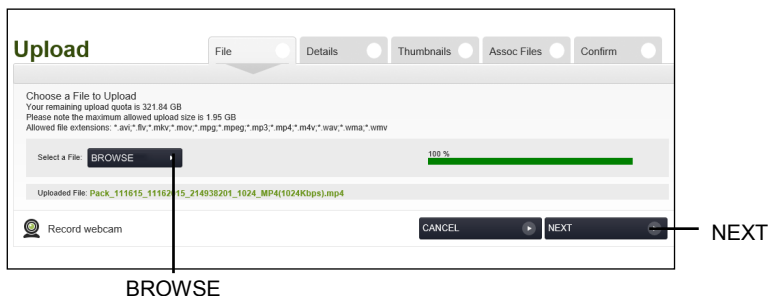 Upload
File Details Thumbnails Assoc Files Confirm
Choose a File to Upload
Your remaining upload quota is 321.84 GB
Please note the maximum allowed upload size is 1.95 GB
Allowed file extensions: *.avi;*.flv;*.mkv;*.mov;*.mpg;*.mpeg;*.mp3;*.mp4;*.m4v;*.wav;*.wma;*.wmv
Select a File: BROWSE 100 %
Uploaded File: Pack_111615_11162015_214938201_1024_MP4(1024Kbps).mp4
Record webcam CANCEL NEXT
NEXT
BROWSE